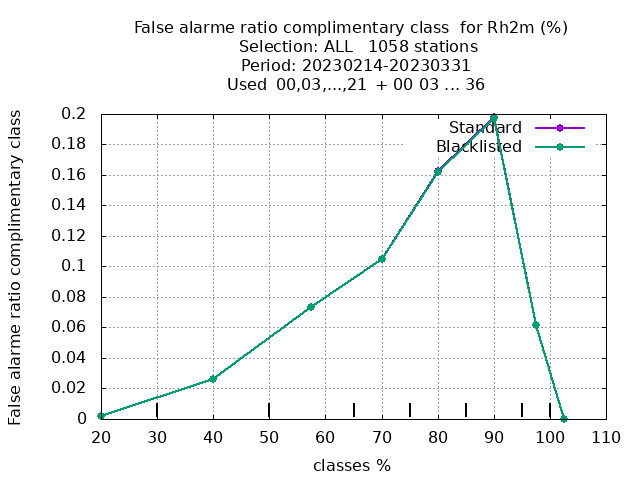 False alarme ratio complimentary class  for Rh2m (%)
Selection: ALL   1058 stations
Period: 20230214-20230331
Used  00,03,...,21  + 00 03 ... 36
False alarme ratio complimentary class
0.2
0.18
0.16
0.14
0.12
0.1
0.08
0.06
0.04
0.02
0
Standard
Blacklisted
20 30 40 50 60 70 80 90 100 110
classes %